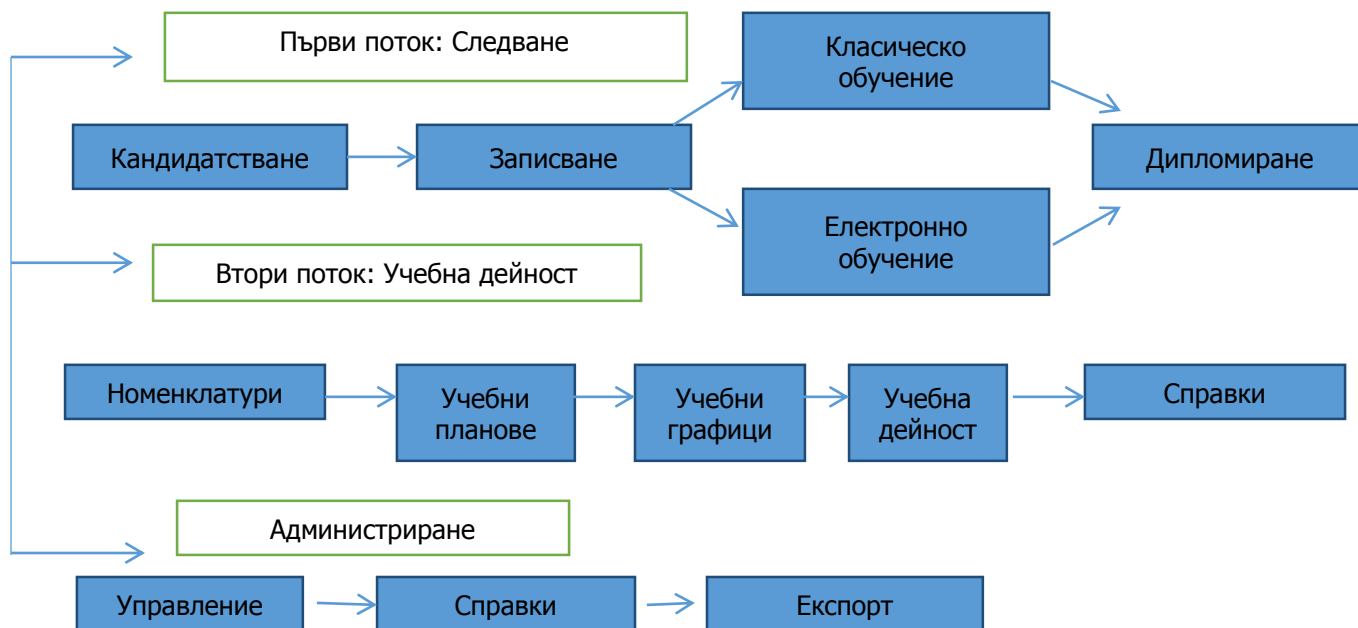 Първи поток: Следване
Класическо
обучение
Кандидатстване
Записване
Дипломиране
Електронно
обучение
Втори поток: Учебна дейност
Номенклатури
Учебни
планове
Учебни
графици
Учебна
дейност
Справки
Администриране
Управление
Справки
Експорт